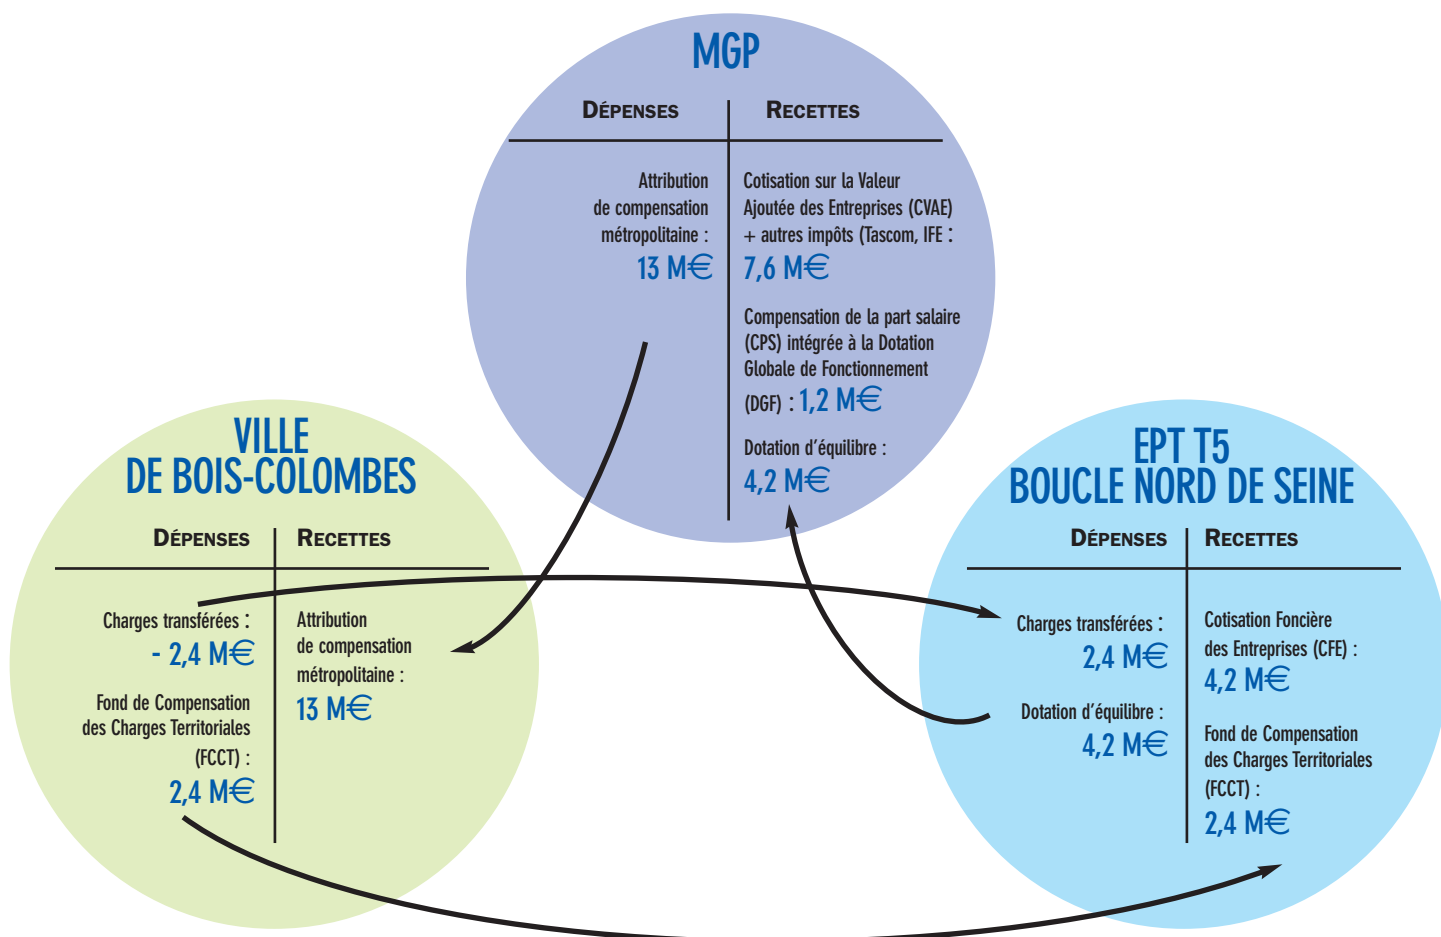 MGP
DÉPENSES
RECETTES
Attribution
de compensation
métropolitaine :
13 M€
Cotisation sur la Valeur
Ajoutée des Entreprises (CVAE)
+ autres impôts (Tascom, IFE :
7,6 M€
Compensation de la part salaire
(CPS) intégrée à la Dotation
Globale de Fonctionnement
(DGF) : 1,2 M€
Dotation d'équilibre :
4,2 M€
VILLE
DE BOIS-COLOMBES
DÉPENSES
RECETTES
Charges transférées :
- 2,4 M€
Fond de Compensation
des Charges Territoriales
(FCCT) :
2,4 M€
Attribution
de compensation
métropolitaine :
13 M€
EPT T5
BOUCLE NORD DE SEINE
DÉPENSES
RECETTES
Charges transférées :
2,4 M€
Dotation d'équilibre :
4,2 M€
Cotisation Foncière
des Entreprises (CFE) :
4,2 M€
Fond de Compensation
des Charges Territoriales
(FCCT) :
2,4 M€